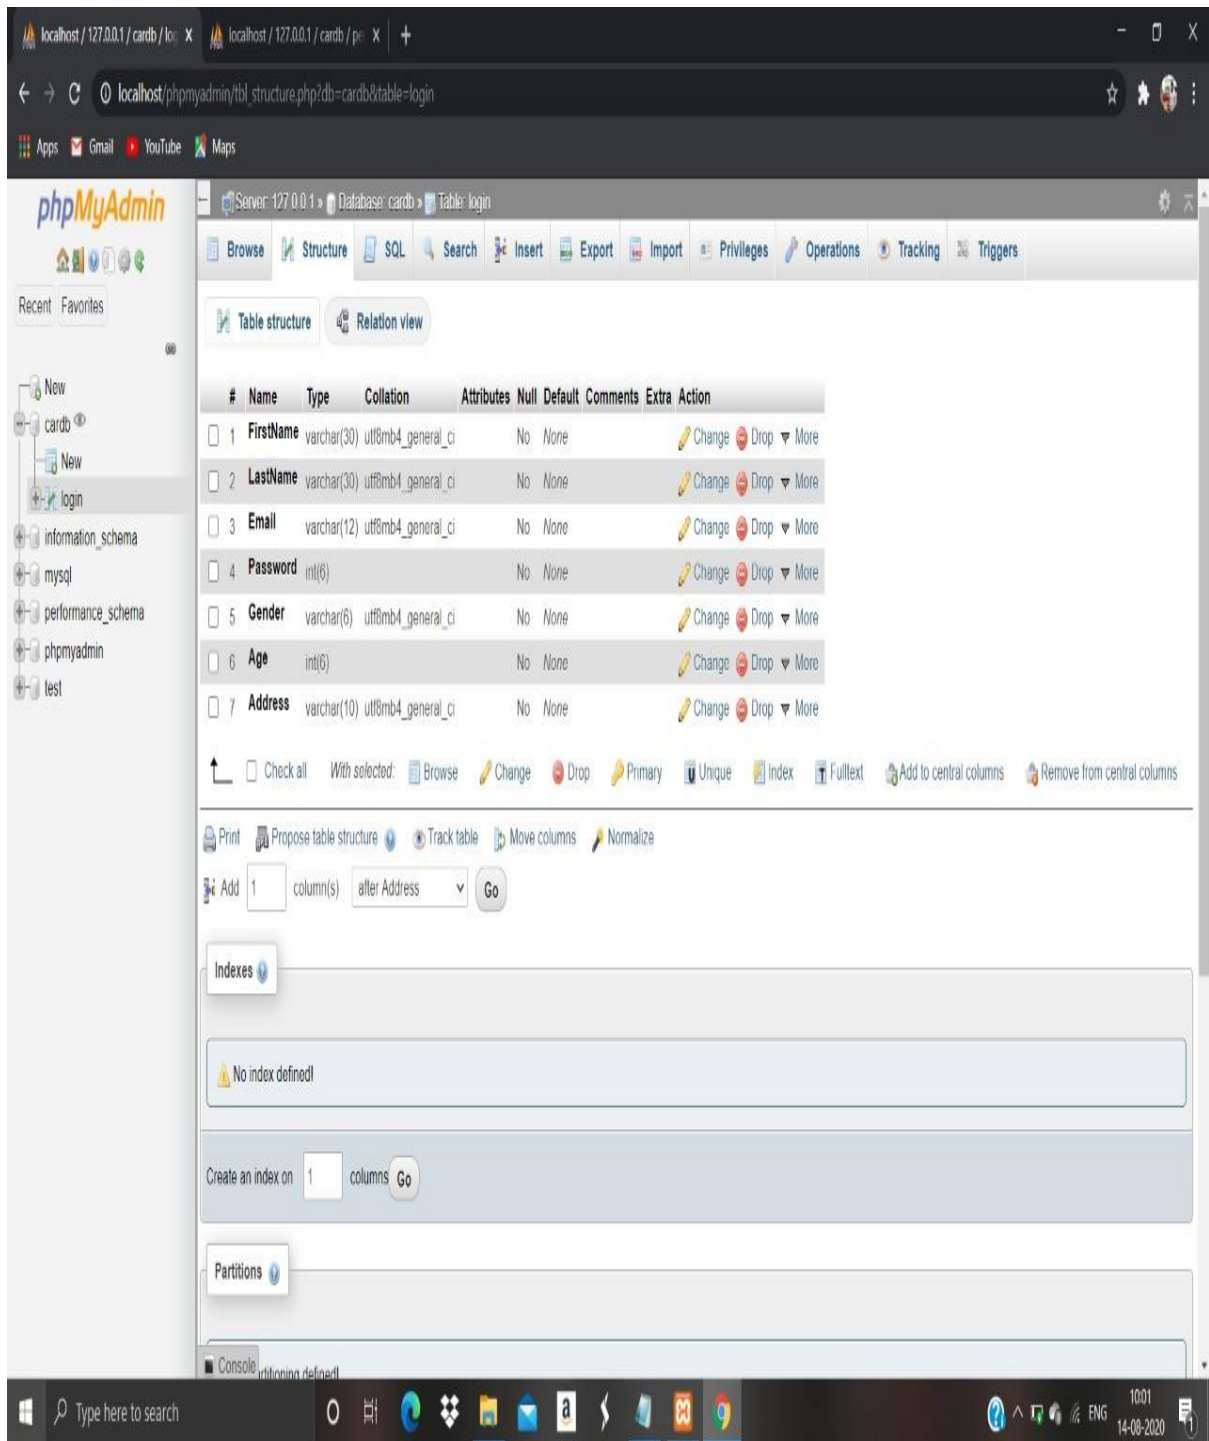 localhost / 127.0.0.1 / cardb / log x localhost / 127.0.0.1 / cardb / pe x +
localhost/phpmyadmin/tbl_structure.php?db=cardb&table=login
Apps Gmail YouTube Maps
phpMyAdmin
Recent Favorites
New
cardb
New
login
information_schema
mysql
performance_schema
phpmyadmin
test
Server: 127.0.0.1 » Database: cardb » Table: login
Browse Structure SQL Search Insert Export Import Privileges Operations Tracking Triggers
Table structure Relation view
# Name Type Collation Attributes Null Default Comments Extra Action
1 FirstName varchar(30) utf8mb4_general_ci No None Change Drop More
2 LastName varchar(30) utf8mb4_general_ci No None Change Drop More
3 Email varchar(12) utf8mb4_general_ci No None Change Drop More
4 Password int(6) No None Change Drop More
5 Gender varchar(6) utf8mb4_general_ci No None Change Drop More
6 Age int(6) No None Change Drop More
7 Address varchar(10) utf8mb4_general_ci No None Change Drop More
Check all With selected: Browse Change Drop Primary Unique Index Fulltext Add to central columns Remove from central columns
Print Propose table structure Track table Move columns Normalize
Add 1 column(s) after Address Go
Indexes
No index defined!
Create an index on 1 columns Go
Partitions
Console rtitioning defined!
Type here to search
ENG
10:01
14-08-2020